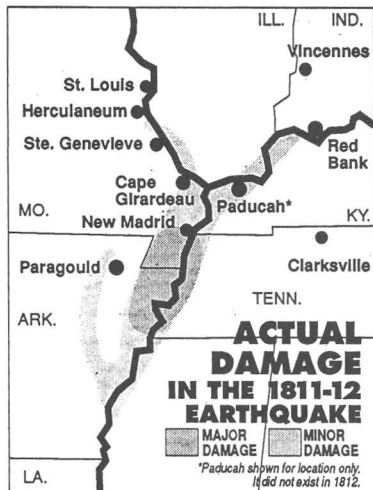 ILL.
IND.
Vincennes
St. Louis
Herculaneum
Ste. Genevieve
Red
Bank
Cape
Girardeau
Paducah*
MO.
KY.
New Madrid
Clarksville
Paragould
TENN.
ARK.
ACTUAL
DAMAGE
IN THE 1811-12
EARTHQUAKE
MAJOR
DAMAGE
MINOR
DAMAGE
*Paducah shown for location only.
It did not exist in 1812.
LA.